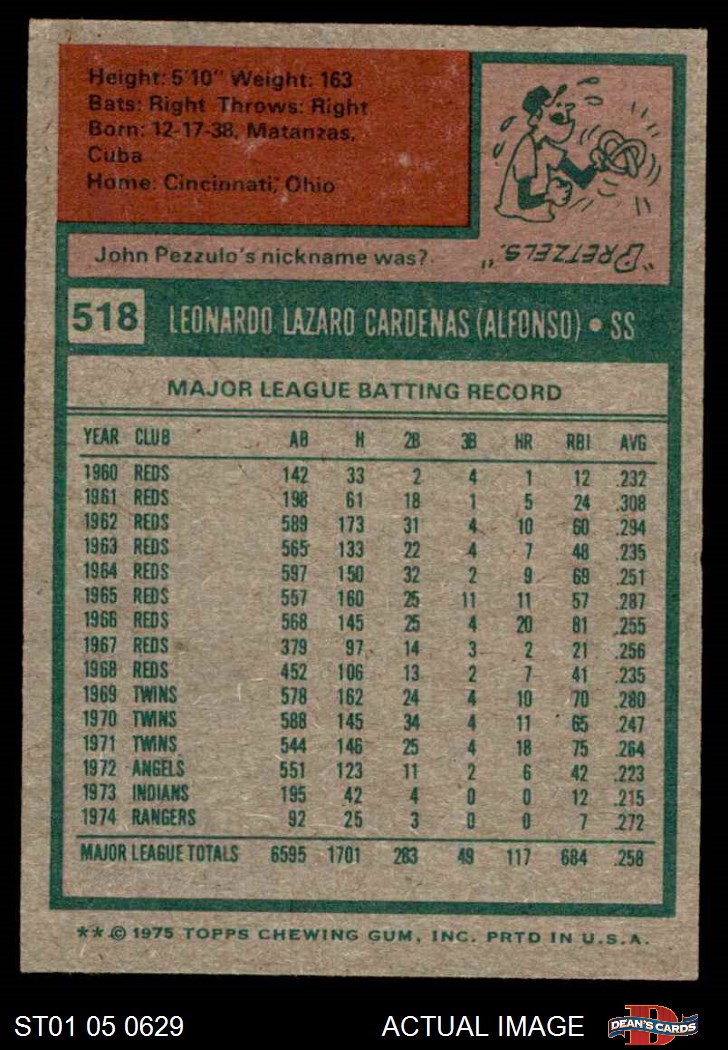 Height: 5'10" Weight: 163
Bats: Right Throws: Right
Born: 12-17-38, Matanzas,
Cuba
Home: Cincinnati, Ohio
John Pezzulo's nickname was?
"BRETZELS."
518 LEONARDO LAZARO CARDENAS (ALFONSO) • SS
MAJOR LEAGUE BATTING RECORD
YEAR CLUB AB H 2B 3B HR RBI AVG
1960 REDS 142 33 2 4 1 12 .232
1961 REDS 198 61 18 1 5 24 .308
1962 REDS 589 173 31 4 10 60 .294
1963 REDS 565 133 22 4 7 48 .235
1964 REDS 597 150 32 2 9 69 .251
1965 REDS 557 160 25 11 11 57 .287
1966 REDS 568 145 25 4 20 81 .255
1967 REDS 379 97 14 3 2 21 .256
1968 REDS 452 106 13 2 7 41 .235
1969 TWINS 578 162 24 4 10 70 .280
1970 TWINS 588 145 34 4 11 65 .247
1971 TWINS 544 146 25 4 18 75 .264
1972 ANGELS 551 123 11 2 6 42 .223
1973 INDIANS 195 42 4 0 0 12 .215
1974 RANGERS 92 25 3 0 0 7 .272
MAJOR LEAGUE TOTALS 6595 1701 283 49 117 684 .258
** © 1975 TOPPS CHEWING GUM, INC. PRTD IN U.S.A.
ST01 05 0629 ACTUAL IMAGE D DEAN'S CARDS